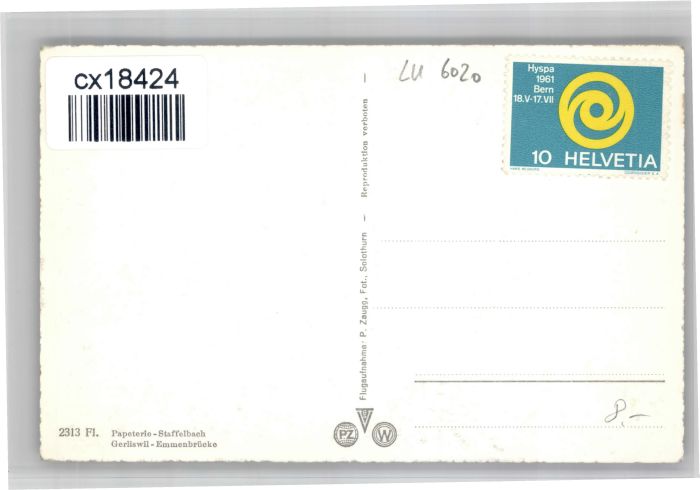 cx18424
LU 6020
Hyspa
1961
Bern
18.V-17.VII
10 HELVETIA
COURVOISIER S.A.
Flugaufnahme · P. Zaugg, Fot., Solothurn — Reproduktion verboten —
8.–
2313 Fl. Papeterie - Staffelbach
Gerliswil - Emmenbrücke
PZ
W